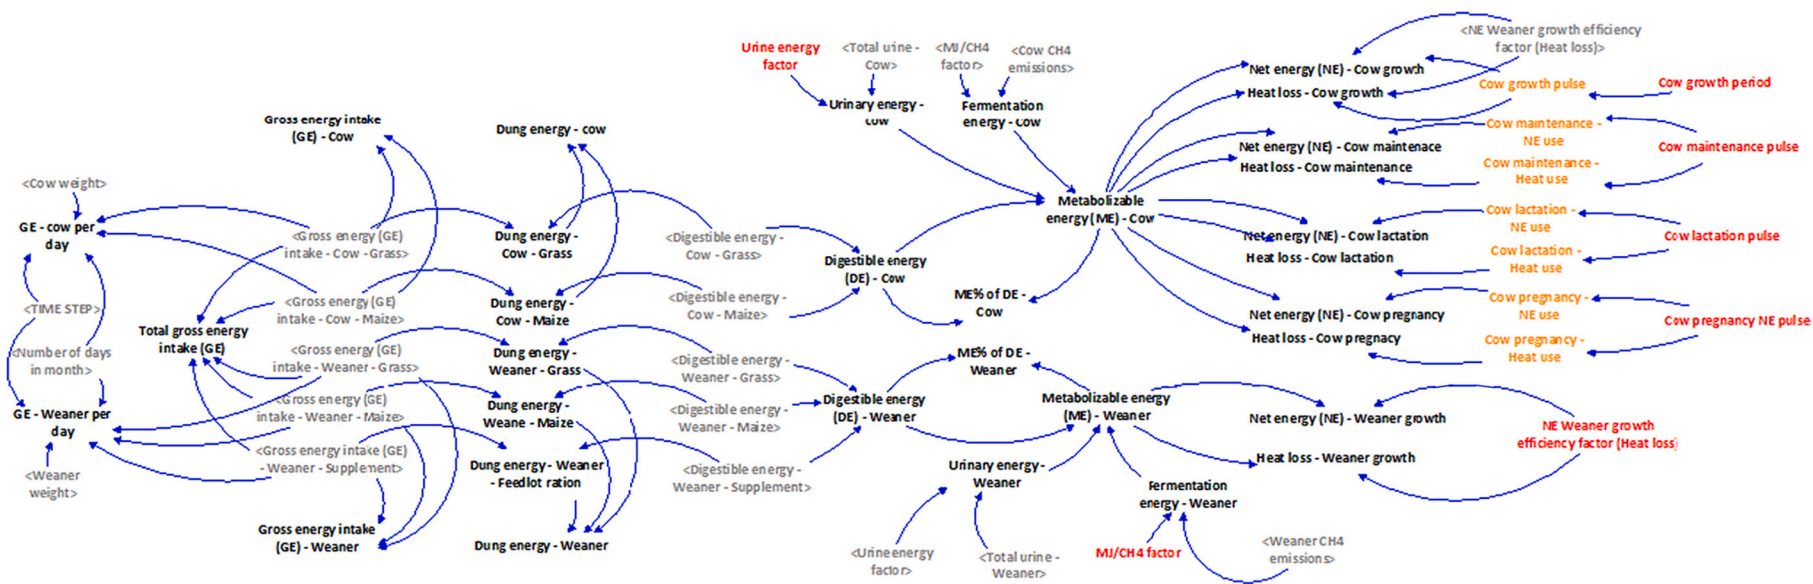 Urine energy
factor
<Total urine -
Cow>
<MJ/CH4
factor>
<Cow CH4
emissions>
<NE Weaner growth efficiency
factor (Heat loss)>
Urinary energy -
cow
Fermentation
energy - Cow
Net energy (NE) - Cow growth
Heat loss - Cow growth
Cow growth pulse
Cow growth period
Gross energy intake
(GE) - Cow
Dung energy - cow
Net energy (NE) - Cow maintenace
Heat loss - Cow maintenance
Cow maintenance -
NE use
Cow maintenance -
Heat use
Cow maintenance pulse
<Cow weight>
GE - cow per
day
<Gross energy (GE)
intake - Cow - Grass>
Dung energy -
Cow - Grass
<Digestible energy -
Cow - Grass>
Digestible energy
(DE) - Cow
Metabolizable
energy (ME) - Cow
Net energy (NE) - Cow lactation
Heat loss - Cow lactation
Cow lactation -
NE use
Cow lactation -
Heat use
Cow lactation pulse
<TIME STEP>
<Number of days
in month>
Total gross energy
intake (GE)
<Gross energy (GE)
intake - Cow - Maize>
Dung energy -
Cow - Maize
<Digestible energy -
Cow - Maize>
ME% of DE -
Cow
Net energy (NE) - Cow pregnancy
Heat loss - Cow pregnacy
Cow pregnancy -
NE use
Cow pregnancy -
Heat use
Cow pregnancy NE pulse
<Gross energy (GE)
intake - Weaner - Grass>
Dung energy -
Weaner - Grass
<Digestible energy -
Weaner - Grass>
ME% of DE -
Weaner
GE - Weaner per
day
<Gross energy (GE)
intake - Weaner - Maize>
Dung energy -
Weane - Maize
<Digestible energy -
Weaner - Maize>
Digestible energy
(DE) - Weaner
Metabolizable energy
(ME) - Weaner
Net energy (NE) - Weaner growth
Heat loss - Weaner growth
NE Weaner growth
efficiency factor (Heat loss)
<Weaner
weight>
<Gross energy intake (GE)
- Weaner - Supplement>
Dung energy - Weaner
- Feedlot ration
<Digestible energy -
Weaner - Supplement>
Urinary energy -
Weaner
Fermentation
energy - Weaner
Gross energy intake
(GE) - Weaner
Dung energy - Weaner
<Urine energy
factor>
<Total urine -
Weaner>
MJ/CH4 factor
<Weaner CH4
emissions>